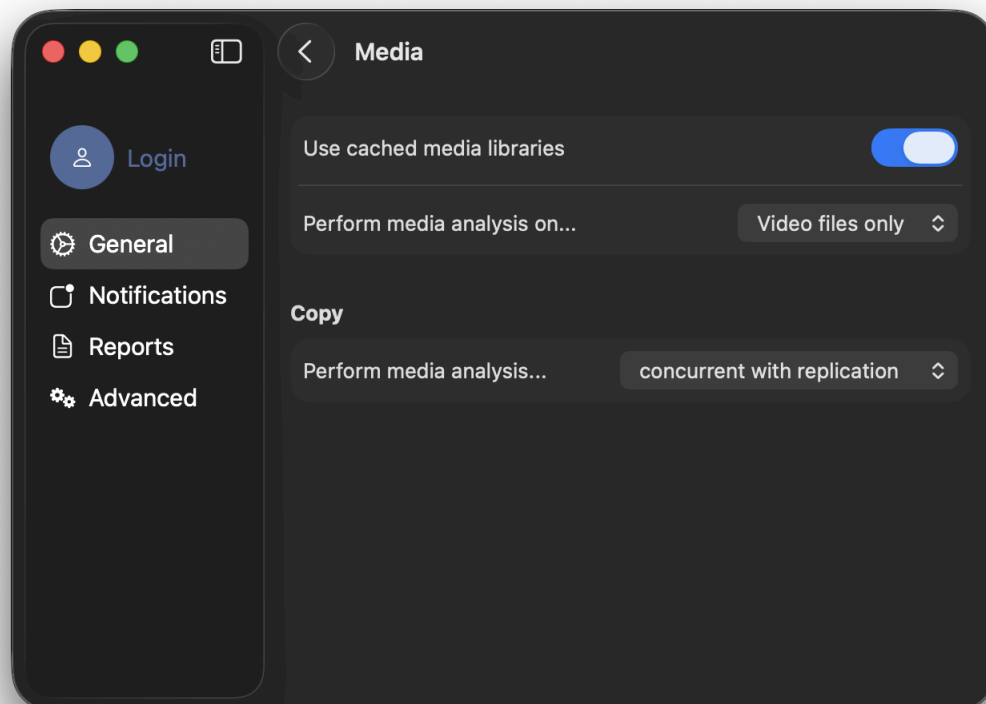 Media
Login
General
Notifications
Reports
Advanced
Use cached media libraries
Perform media analysis on... Video files only
Copy
Perform media analysis... concurrent with replication